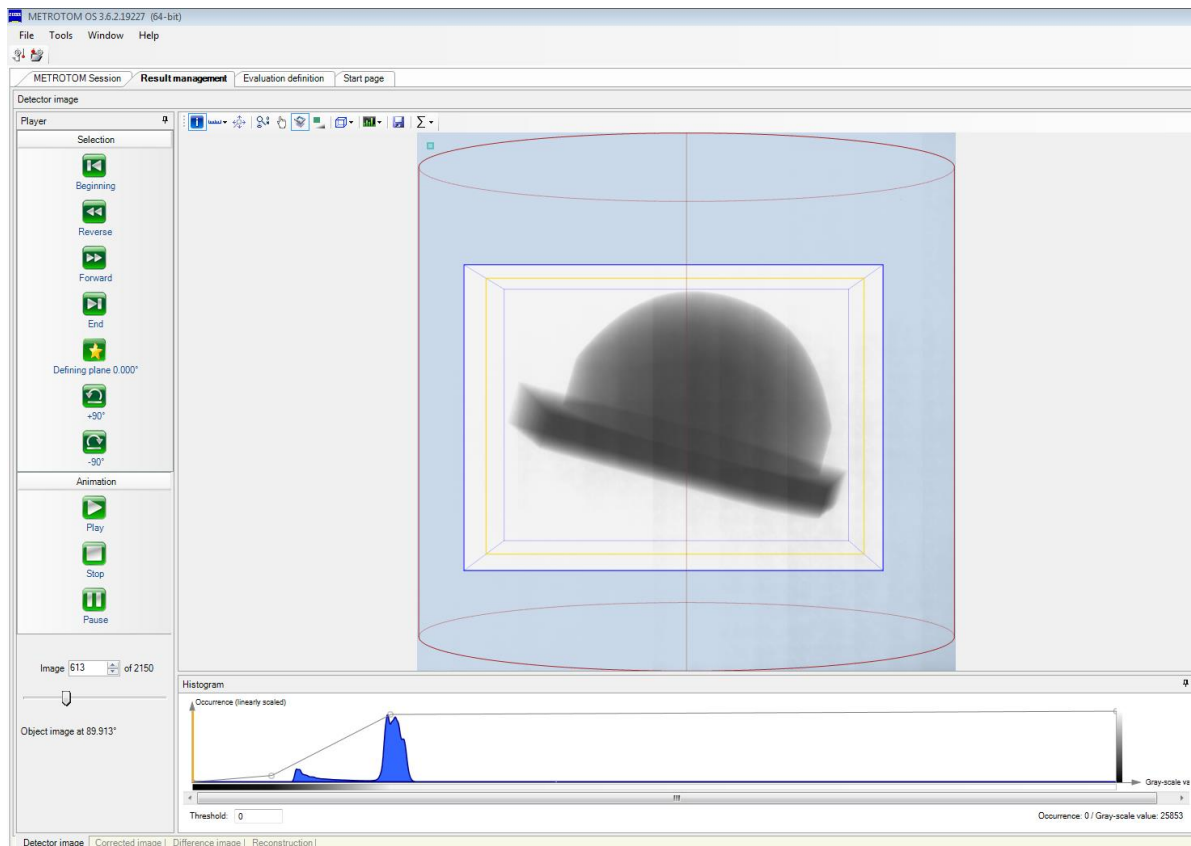 METROTOM OS 3.6.2.19227 (64-bit)
File Tools Window Help
METROTOM Session Result management Evaluation definition Start page
Detector image
Player
Selection
Beginning
Reverse
Forward
End
Defining plane 0.000°
+90°
-90°
Animation
Play
Stop
Pause
Image 613 of 2150
Object image at 89.913°
Histogram
Occurrence (linearly scaled)
Gray-scale va
Threshold: 0
Occurrence: 0 / Gray-scale value: 25853
Detector image | Corrected image | Difference image | Reconstruction |